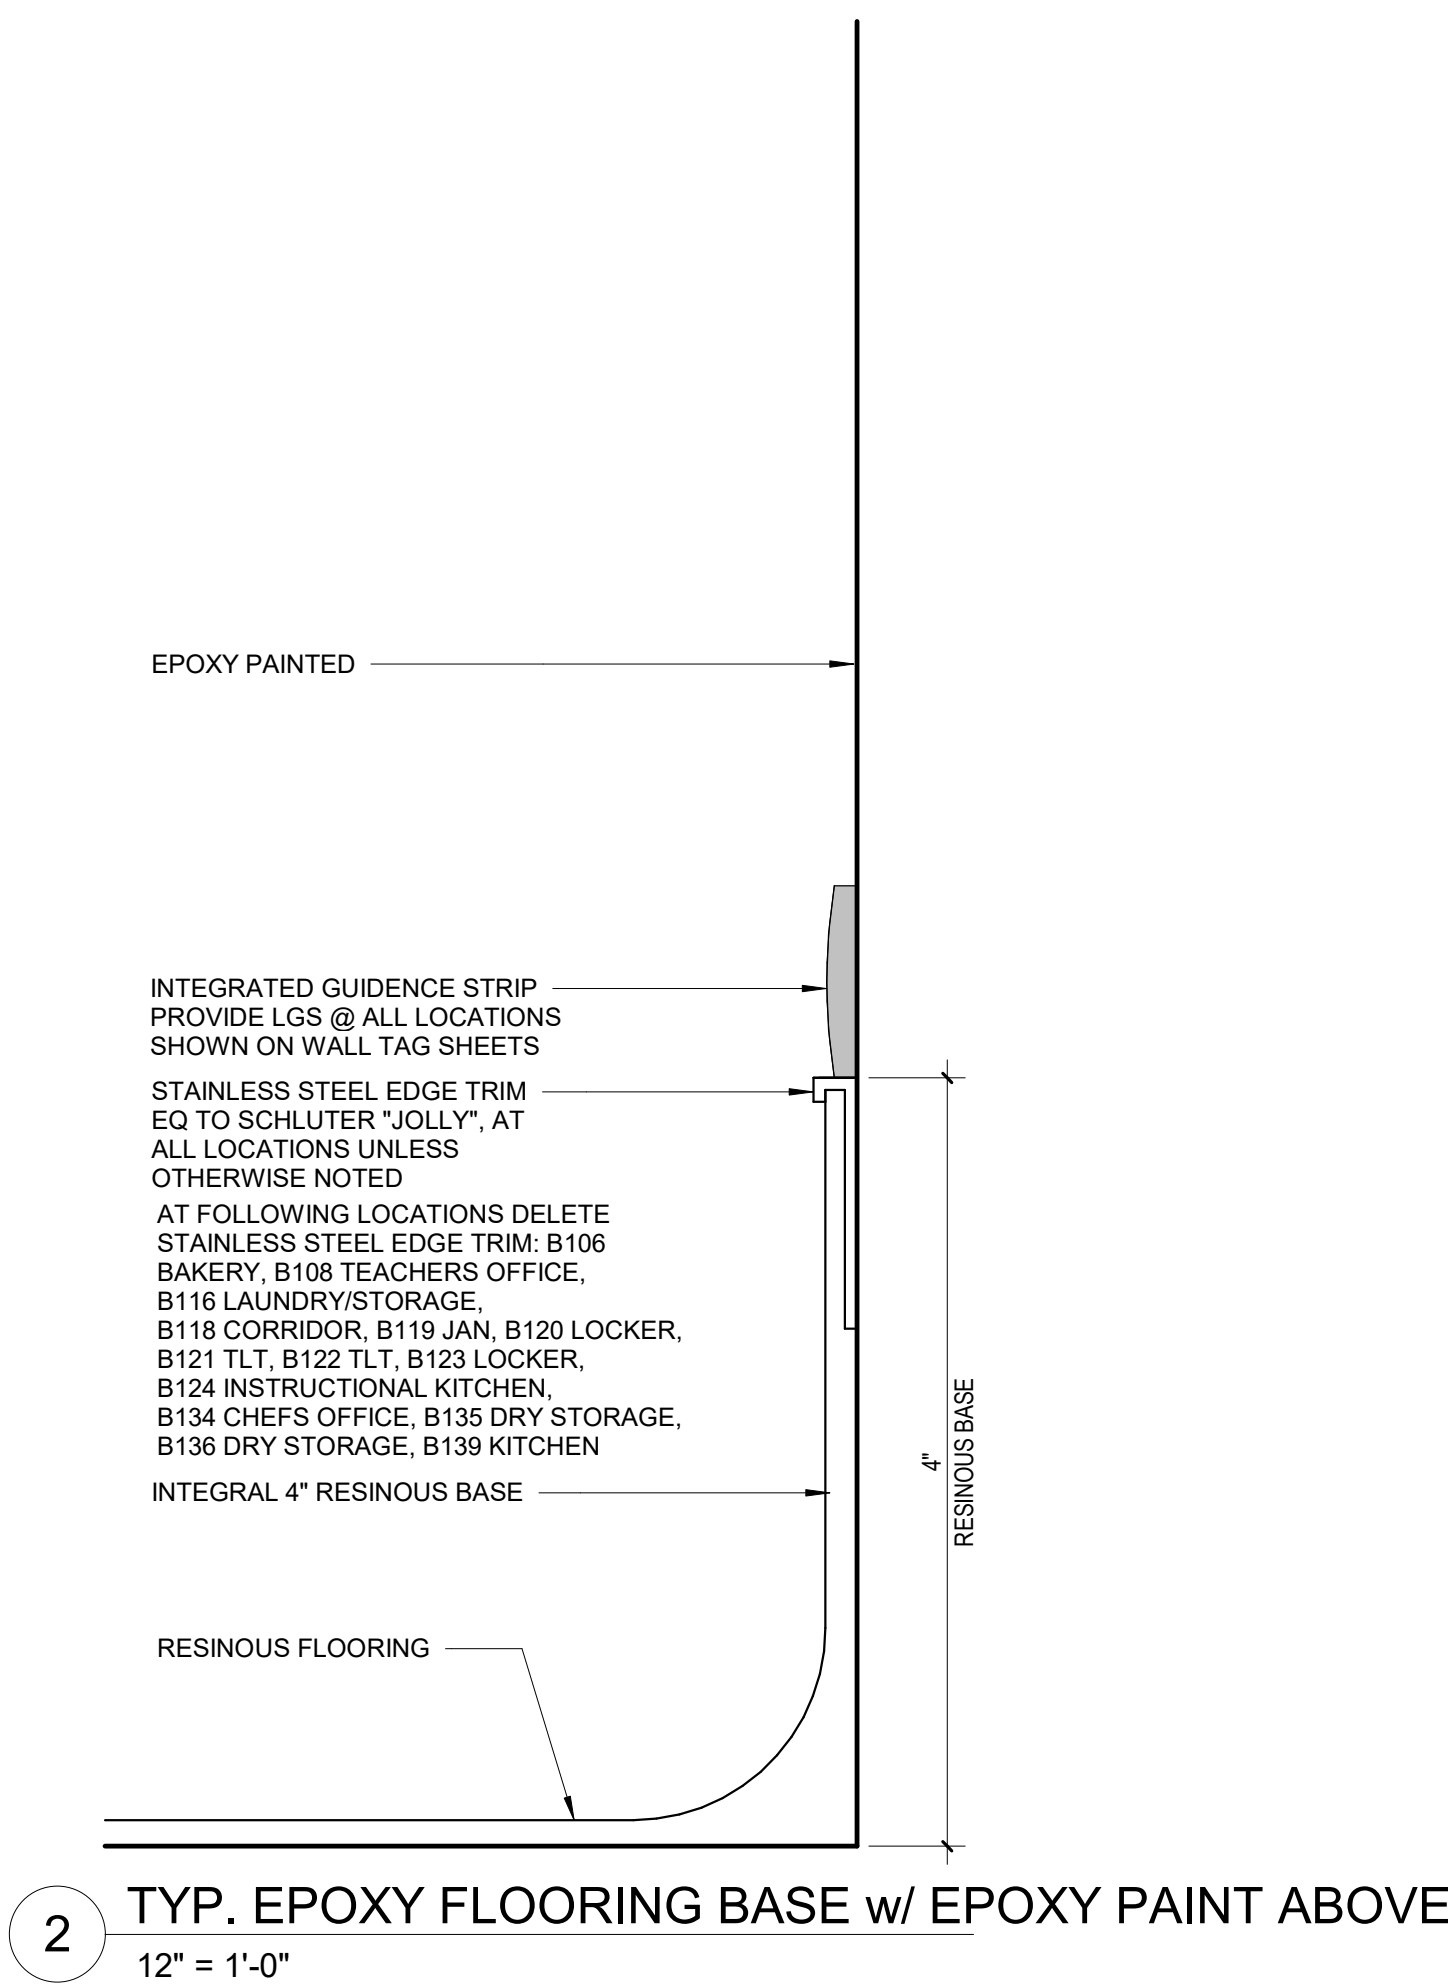 EPOXY PAINTED
INTEGRATED GUIDENCE STRIP
PROVIDE LGS @ ALL LOCATIONS
SHOWN ON WALL TAG SHEETS
STAINLESS STEEL EDGE TRIM
EQ TO SCHLUTER "JOLLY", AT
ALL LOCATIONS UNLESS
OTHERWISE NOTED
AT FOLLOWING LOCATIONS DELETE
STAINLESS STEEL EDGE TRIM: B106
BAKERY, B108 TEACHERS OFFICE,
B116 LAUNDRY/STORAGE,
B118 CORRIDOR, B119 JAN, B120 LOCKER,
B121 TLT, B122 TLT, B123 LOCKER,
B124 INSTRUCTIONAL KITCHEN,
B134 CHEFS OFFICE, B135 DRY STORAGE,
B136 DRY STORAGE, B139 KITCHEN
INTEGRAL 4" RESINOUS BASE
4"
RESINOUS BASE
RESINOUS FLOORING
2
TYP. EPOXY FLOORING BASE w/ EPOXY PAINT ABOVE
12" = 1'-0"